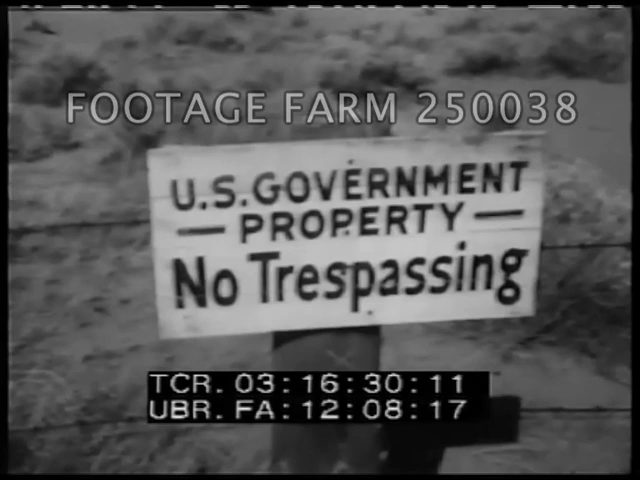 FOOTAGE FARM 250038
U.S. GOVERNMENT
— PROPERTY —
No Trespassing
TCR. 03:16:30:11
UBR. FA:12:08:17